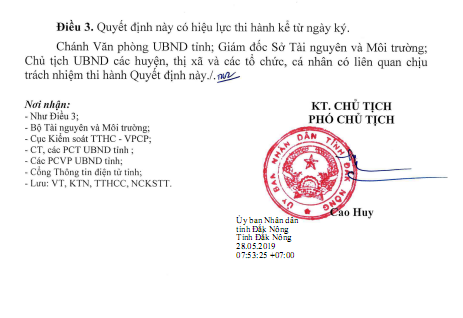 Điều 3. Quyết định này có hiệu lực thi hành kể từ ngày ký.
Chánh Văn phòng UBND tỉnh; Giám đốc Sở Tài nguyên và Môi trường;
Chủ tịch UBND các huyện, thị xã và các tổ chức, cá nhân có liên quan chịu
trách nhiệm thi hành Quyết định này./.
Nơi nhận:
- Như Điều 3;
- Bộ Tài nguyên và Môi trường;
- Cục Kiểm soát TTHC - VPCP;
- CT, các PCT UBND tỉnh ;
- Các PCVP UBND tỉnh;
- Cổng Thông tin điện tử tỉnh;
- Lưu: VT, KTN, TTHCC, NCKSTT.
KT. CHỦ TỊCH
PHÓ CHỦ TỊCH
ỦY BAN NHÂN DÂN TỈNH ĐẮK NÔNG
Cao Huy
Ủy ban Nhân dân
tỉnh Đắk Nông
Tỉnh Đắk Nông
28.05.2019
07:53:25 +07:00